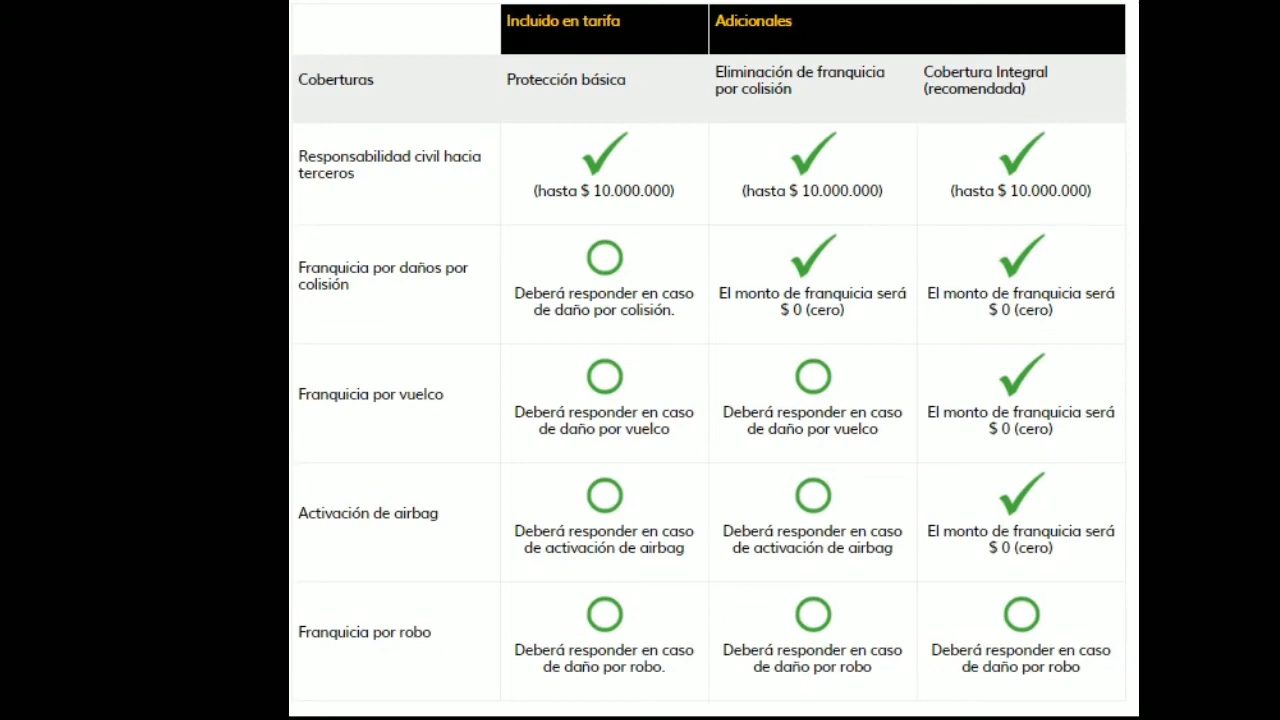 Incluido en tarifa
Adicionales
Coberturas
Protección básica
Eliminación de franquicia
por colisión
Cobertura Integral
(recomendada)
Responsabilidad civil hacia
terceros
(hasta $ 10.000.000)
(hasta $ 10.000.000)
(hasta $ 10.000.000)
Franquicia por daños por
colisión
Deberá responder en caso
de daño por colisión.
El monto de franquicia será
$ 0 (cero)
El monto de franquicia será
$ 0 (cero)
Franquicia por vuelco
Deberá responder en caso
de daño por vuelco
Deberá responder en caso
de daño por vuelco
El monto de franquicia será
$ 0 (cero)
Activación de airbag
Deberá responder en caso
de activación de airbag
Deberá responder en caso
de activación de airbag
El monto de franquicia será
$ 0 (cero)
Franquicia por robo
Deberá responder en caso
de daño por robo.
Deberá responder en caso
de daño por robo
Deberá responder en caso
de daño por robo